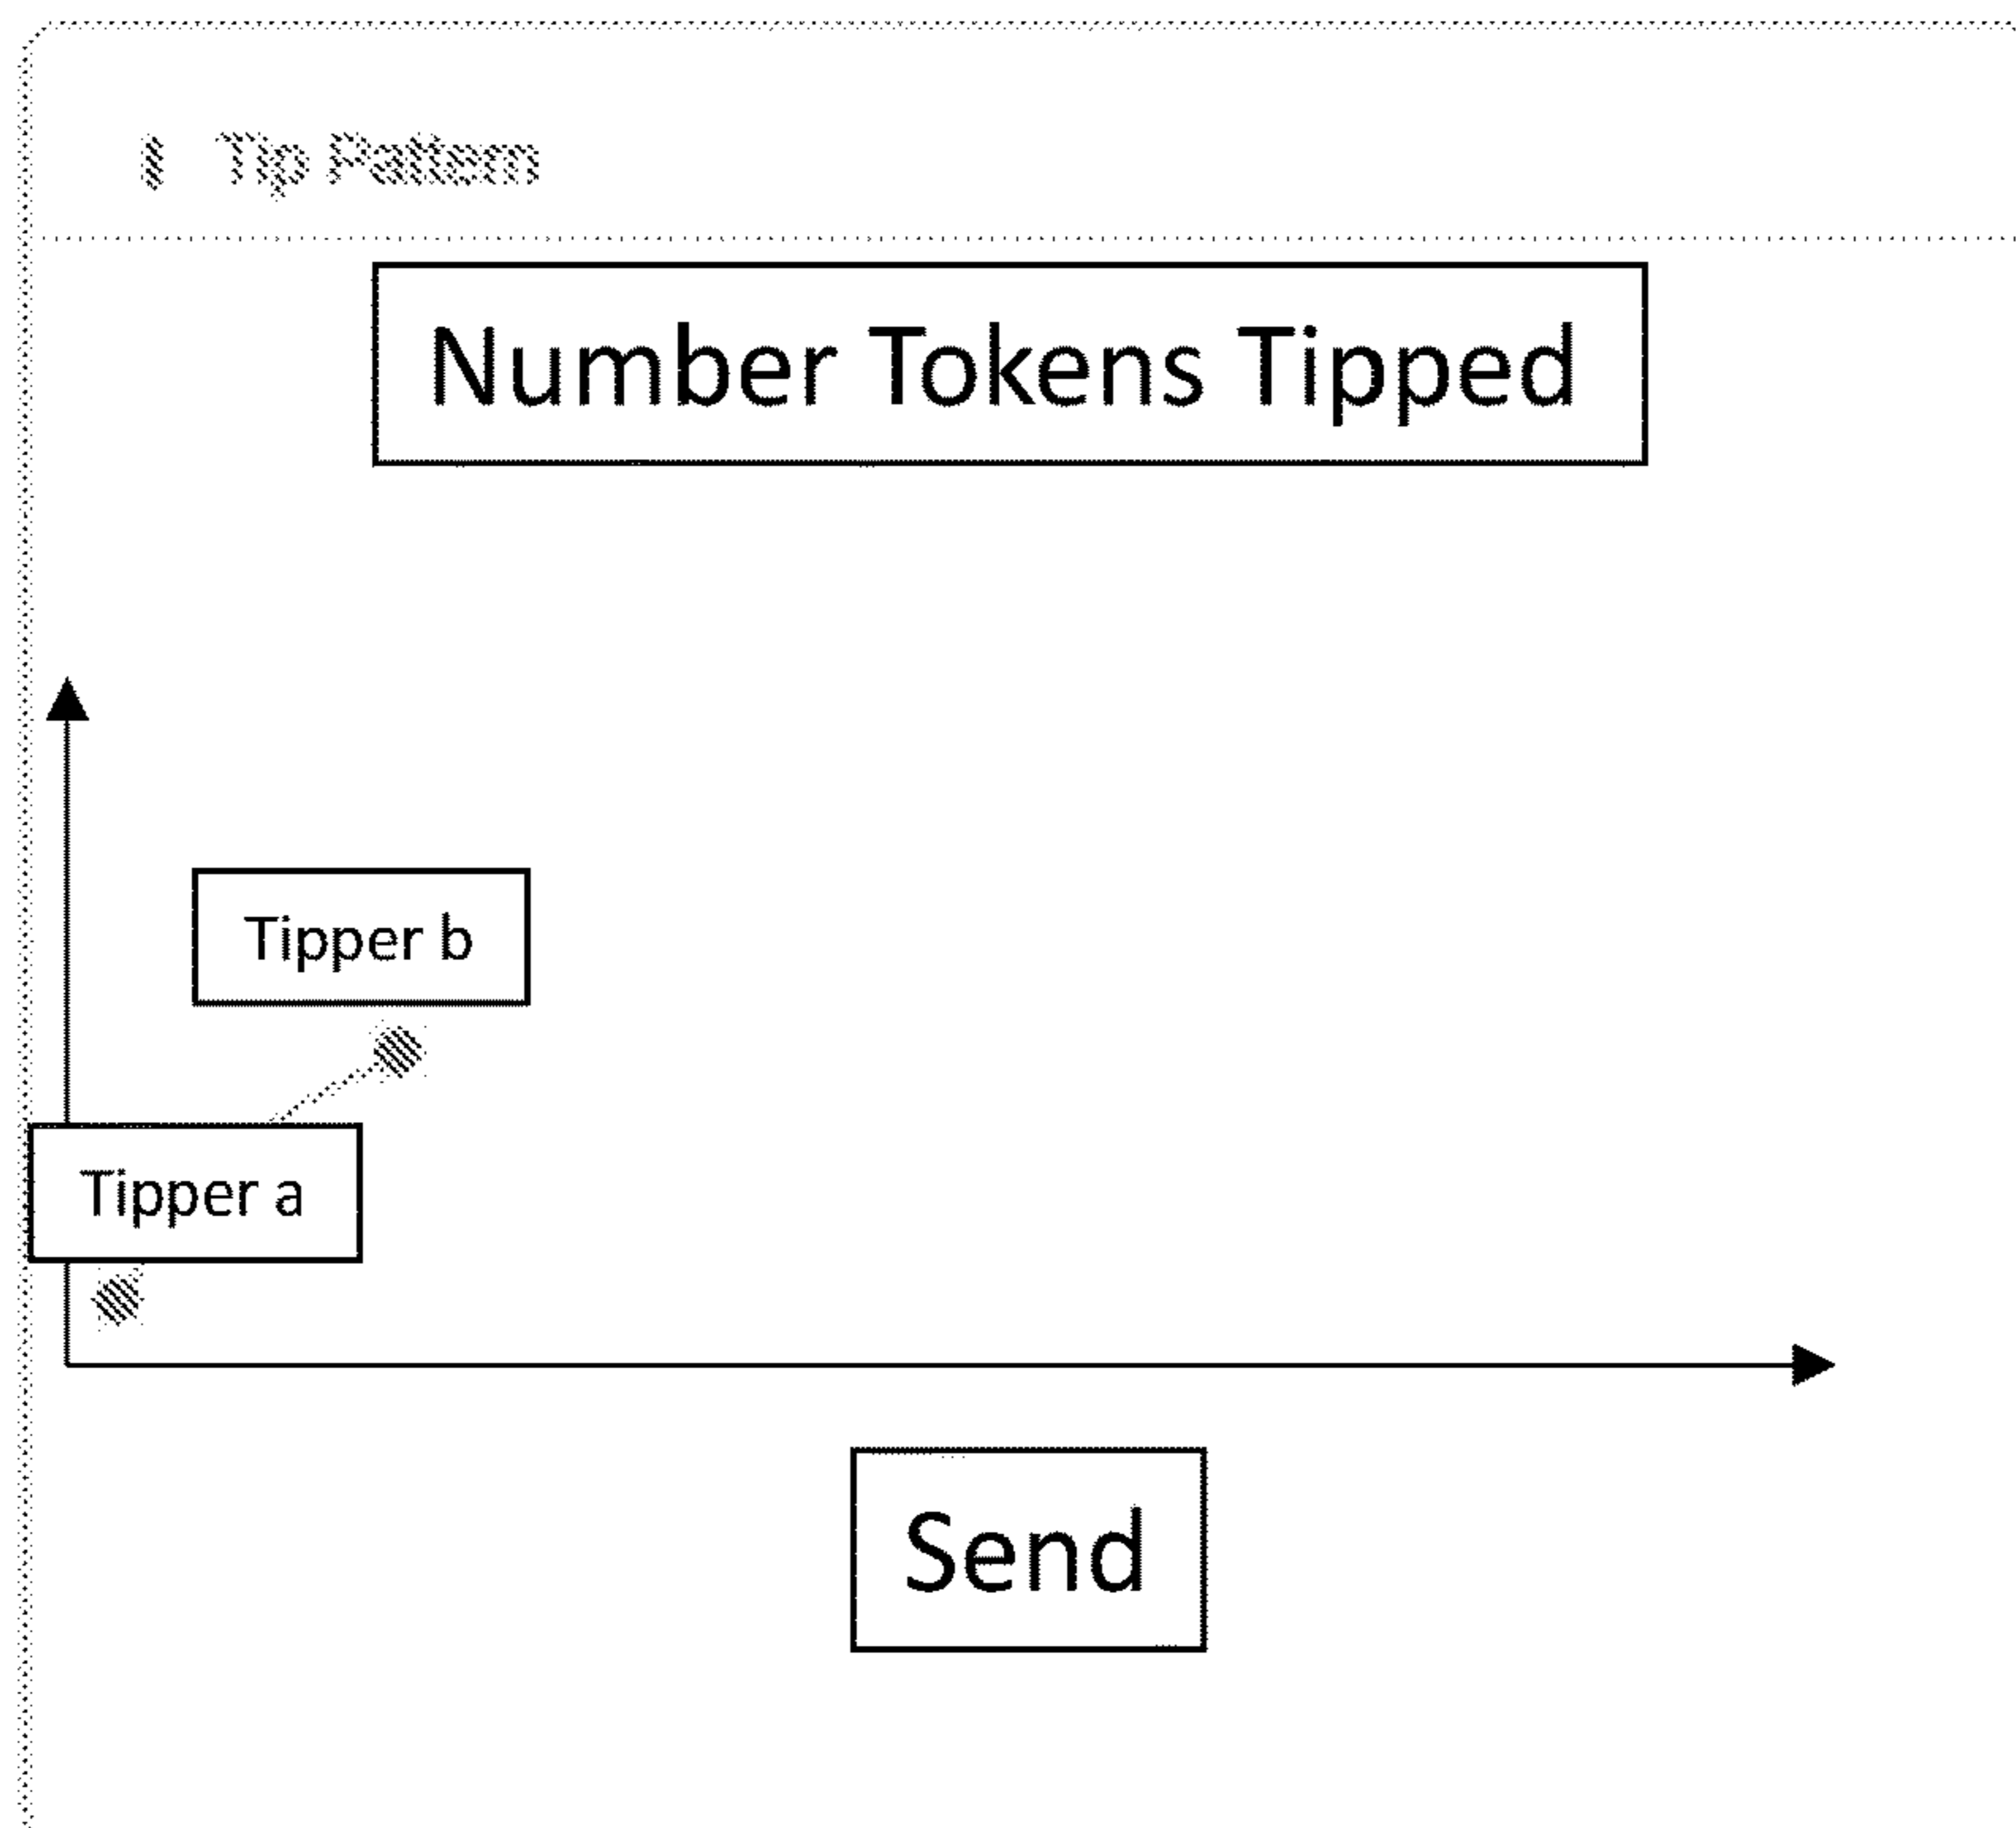 Tip Pattern
Number Tokens Tipped
Tipper b
Tipper a
Send